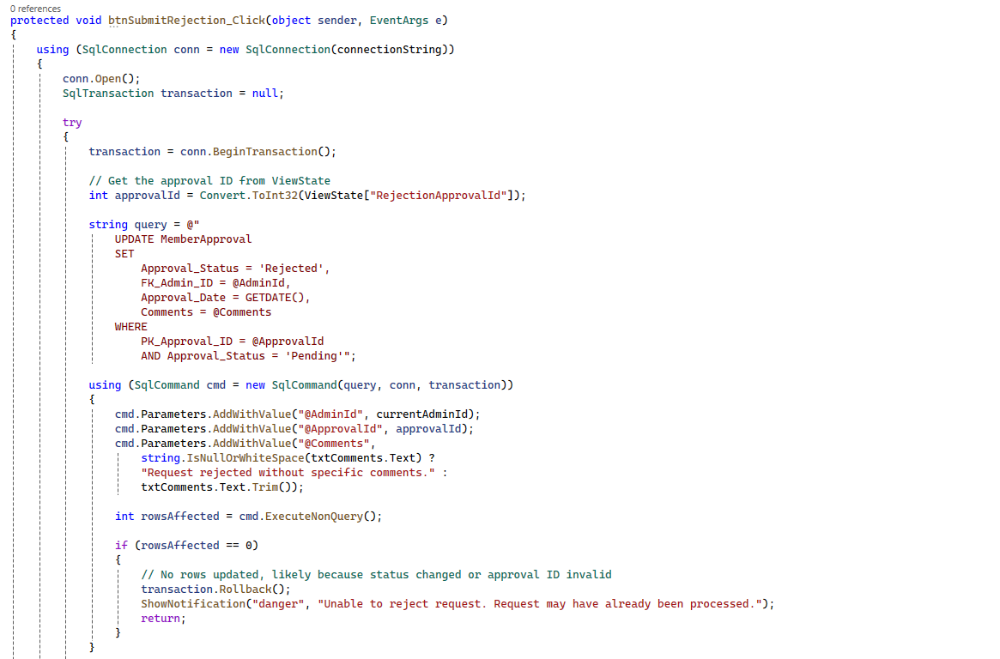 0 references
protected void btnSubmitRejection_Click(object sender, EventArgs e)
{
using (SqlConnection conn = new SqlConnection(connectionString))
{
conn.Open();
SqlTransaction transaction = null;
try
{
transaction = conn.BeginTransaction();
// Get the approval ID from ViewState
int approvalId = Convert.ToInt32(ViewState["RejectionApprovalId"]);
string query = @"
UPDATE MemberApproval
SET
Approval_Status = 'Rejected',
FK_Admin_ID = @AdminId,
Approval_Date = GETDATE(),
Comments = @Comments
WHERE
PK_Approval_ID = @ApprovalId
AND Approval_Status = 'Pending'";
using (SqlCommand cmd = new SqlCommand(query, conn, transaction))
{
cmd.Parameters.AddWithValue("@AdminId", currentAdminId);
cmd.Parameters.AddWithValue("@ApprovalId", approvalId);
cmd.Parameters.AddWithValue("@Comments",
string.IsNullOrWhiteSpace(txtComments.Text) ?
"Request rejected without specific comments." :
txtComments.Text.Trim());
int rowsAffected = cmd.ExecuteNonQuery();
if (rowsAffected == 0)
{
// No rows updated, likely because status changed or approval ID invalid
transaction.Rollback();
ShowNotification("danger", "Unable to reject request. Request may have already been processed.");
return;
}
}